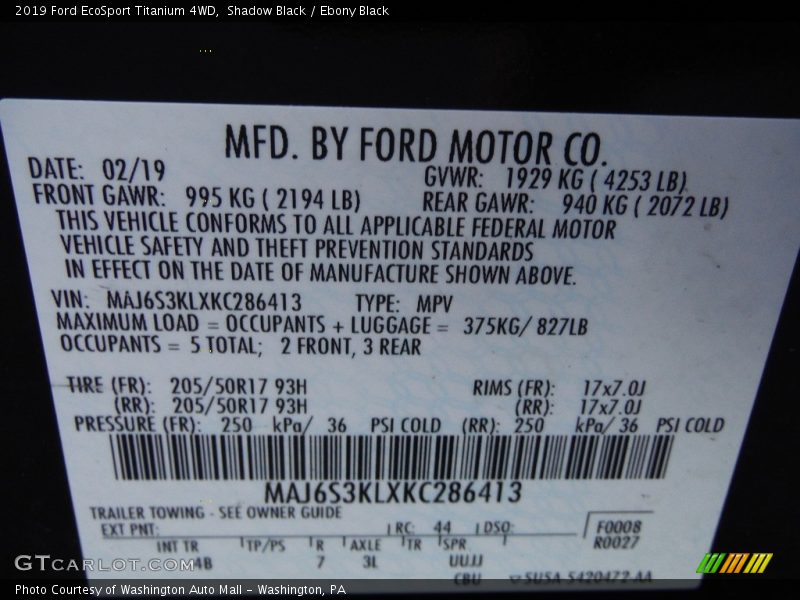 2019 Ford EcoSport Titanium 4WD, Shadow Black / Ebony Black
MFD. BY FORD MOTOR CO.
DATE: 02/19 GVWR: 1929 KG ( 4253 LB)
FRONT GAWR: 995 KG ( 2194 LB) REAR GAWR: 940 KG ( 2072 LB)
THIS VEHICLE CONFORMS TO ALL APPLICABLE FEDERAL MOTOR
VEHICLE SAFETY AND THEFT PREVENTION STANDARDS
IN EFFECT ON THE DATE OF MANUFACTURE SHOWN ABOVE.
VIN: MAJ6S3KLXKC286413 TYPE: MPV
MAXIMUM LOAD = OCCUPANTS + LUGGAGE = 375KG/ 827LB
OCCUPANTS = 5 TOTAL; 2 FRONT, 3 REAR
TIRE (FR): 205/50R17 93H RIMS (FR): 17x7.0J
(RR): 205/50R17 93H (RR): 17x7.0J
PRESSURE (FR): 250 kPa/ 36 PSI COLD (RR): 250 kPa/ 36 PSI COLD
MAJ6S3KLXKC286413
TRAILER TOWING - SEE OWNER GUIDE
EXT PNT: RC: 44 DSO: F0008
R0027
INT TR TP/PS R AXLE TR SPR
4B 7 3L UUJJ
CBU SU5A 5420472 AA
GTCARLOT.COM
Photo Courtesy of Washington Auto Mall - Washington, PA